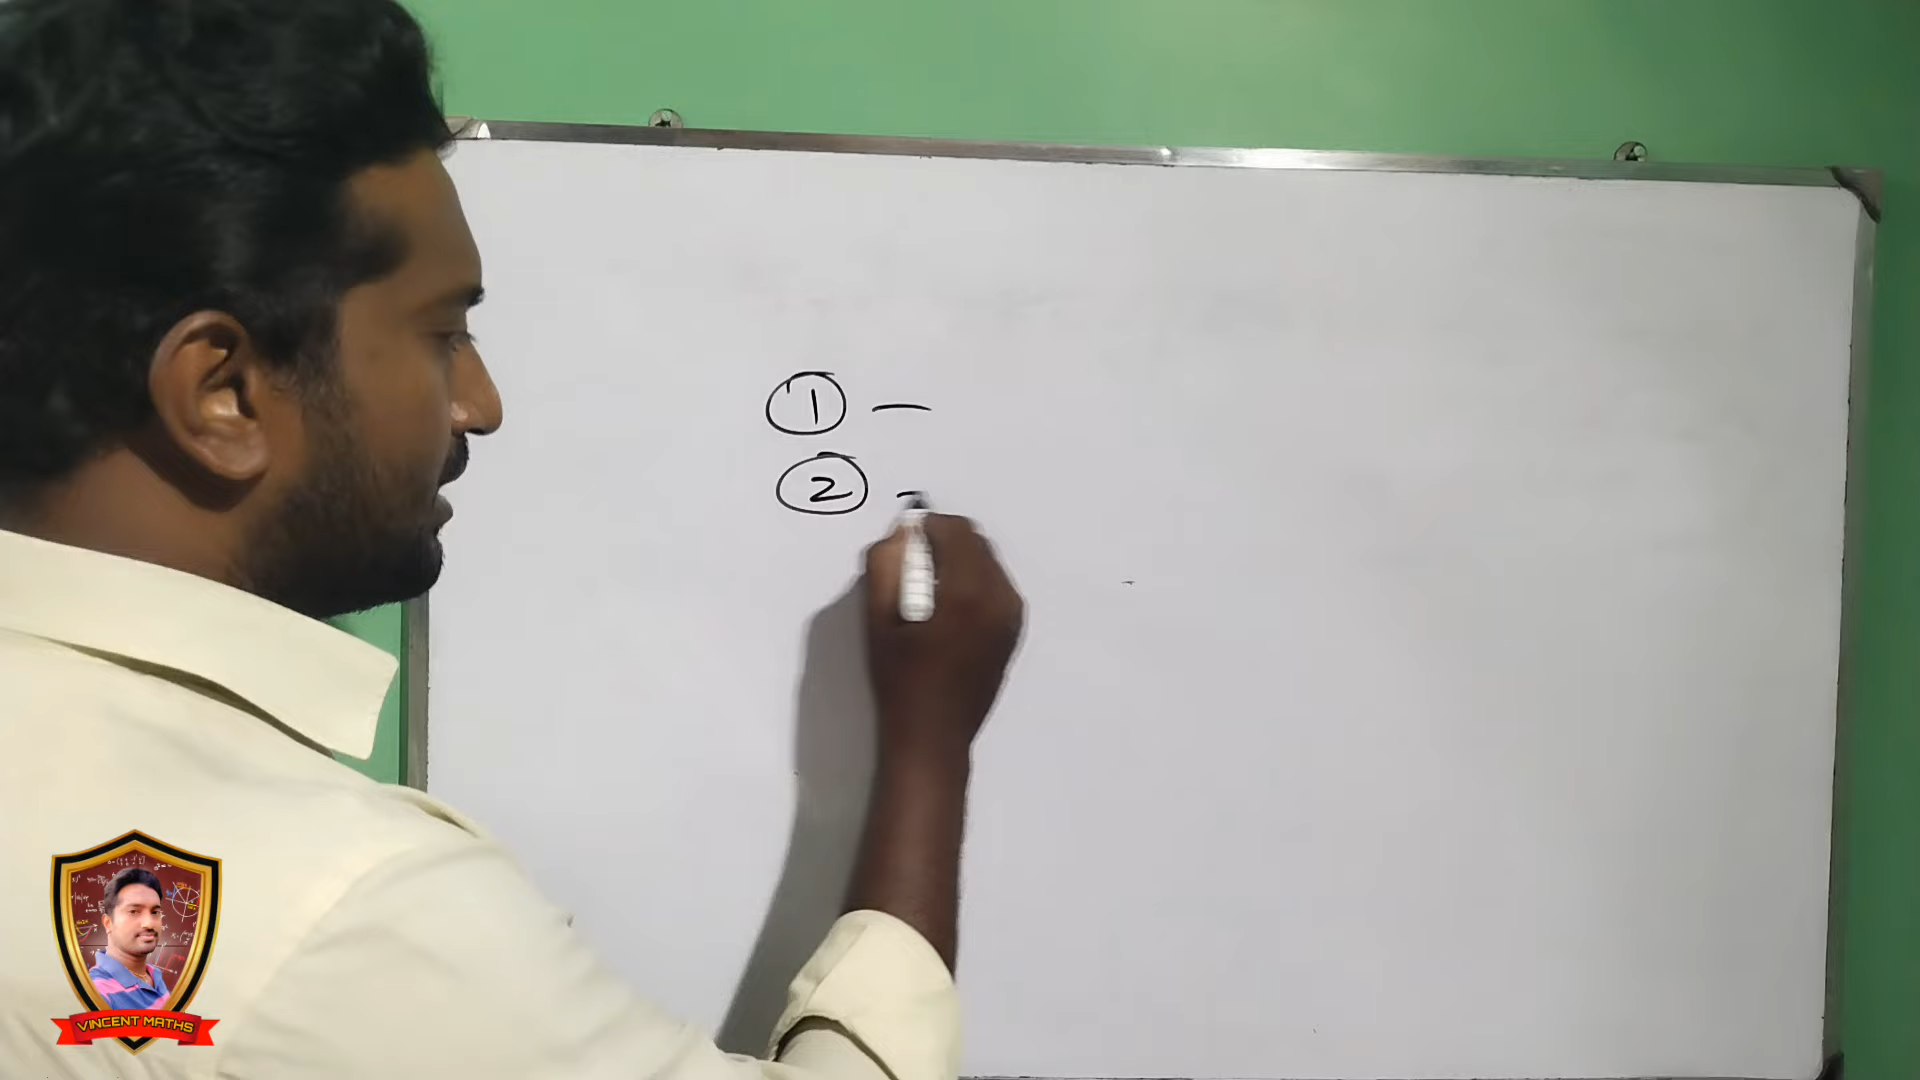 ① —
② -
VINCENT MATHS